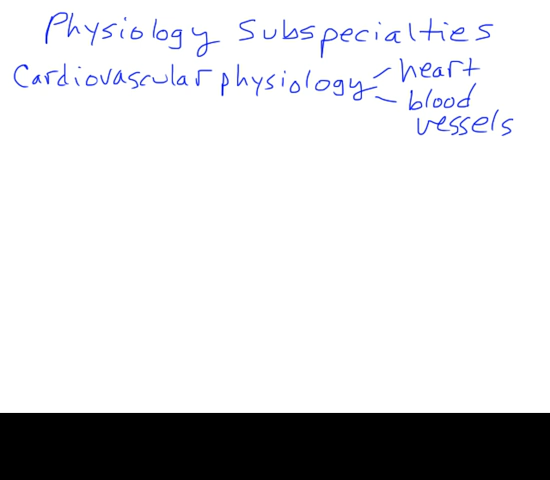 Physiology Subspecialties
Cardiovascular physiology heart
blood
vessels